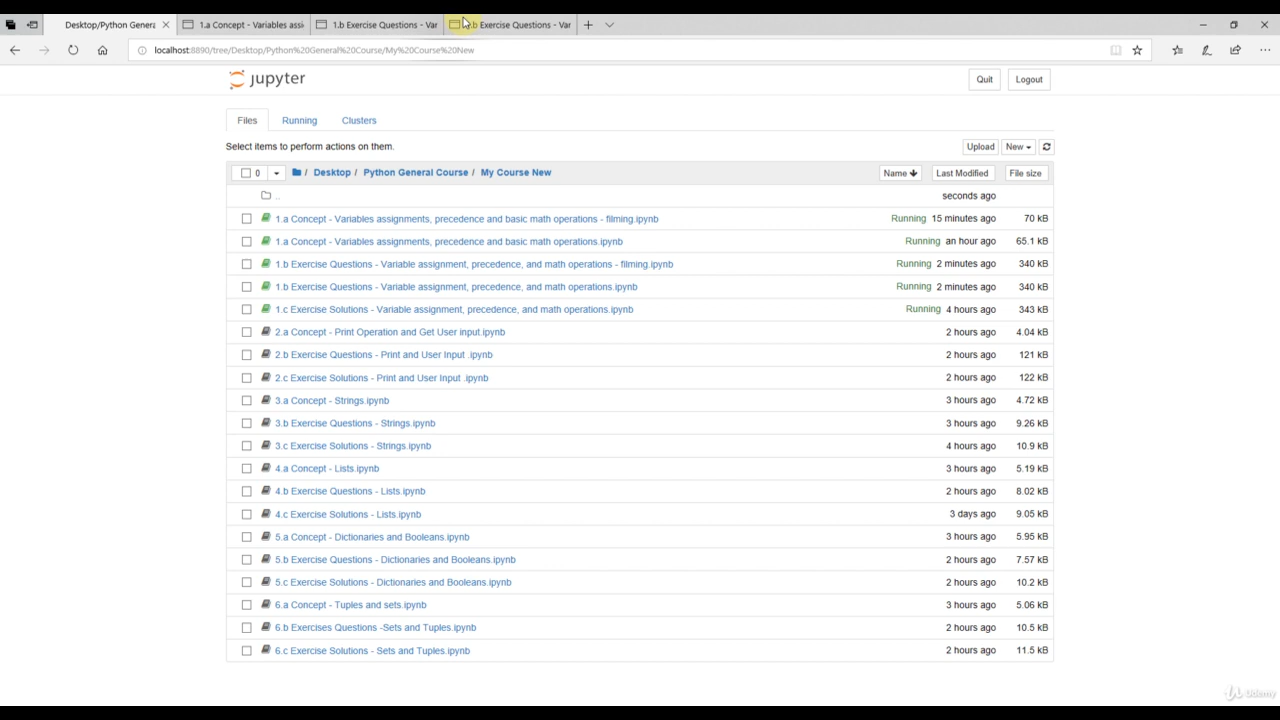 Desktop/Python Genera
1.a Concept - Variables assi
1.b Exercise Questions - Var
.b Exercise Questions - Var
localhost:8890/tree/Desktop/Python%20General%20Course/My%20Course%20New
jupyter
Quit
Logout
Files
Running
Clusters
Select items to perform actions on them.
Upload
New
0
/ Desktop / Python General Course / My Course New
Name
Last Modified
File size
..
seconds ago
1.a Concept - Variables assignments, precedence and basic math operations - filming.ipynb Running 15 minutes ago 70 kB
1.a Concept - Variables assignments, precedence and basic math operations.ipynb Running an hour ago 65.1 kB
1.b Exercise Questions - Variable assignment, precedence, and math operations - filming.ipynb Running 2 minutes ago 340 kB
1.b Exercise Questions - Variable assignment, precedence, and math operations.ipynb Running 2 minutes ago 340 kB
1.c Exercise Solutions - Variable assignment, precedence, and math operations.ipynb Running 4 hours ago 343 kB
2.a Concept - Print Operation and Get User input.ipynb 2 hours ago 4.04 kB
2.b Exercise Questions - Print and User Input .ipynb 2 hours ago 121 kB
2.c Exercise Solutions - Print and User Input .ipynb 2 hours ago 122 kB
3.a Concept - Strings.ipynb 3 hours ago 4.72 kB
3.b Exercise Questions - Strings.ipynb 3 hours ago 9.26 kB
3.c Exercise Solutions - Strings.ipynb 4 hours ago 10.9 kB
4.a Concept - Lists.ipynb 3 hours ago 5.19 kB
4.b Exercise Questions - Lists.ipynb 2 hours ago 8.02 kB
4.c Exercise Solutions - Lists.ipynb 3 days ago 9.05 kB
5.a Concept - Dictionaries and Booleans.ipynb 3 hours ago 5.95 kB
5.b Exercise Questions - Dictionaries and Booleans.ipynb 2 hours ago 7.57 kB
5.c Exercise Solutions - Dictionaries and Booleans.ipynb 2 hours ago 10.2 kB
6.a Concept - Tuples and sets.ipynb 3 hours ago 5.06 kB
6.b Exercises Questions -Sets and Tuples.ipynb 2 hours ago 10.5 kB
6.c Exercise Solutions - Sets and Tuples.ipynb 2 hours ago 11.5 kB
Udemy